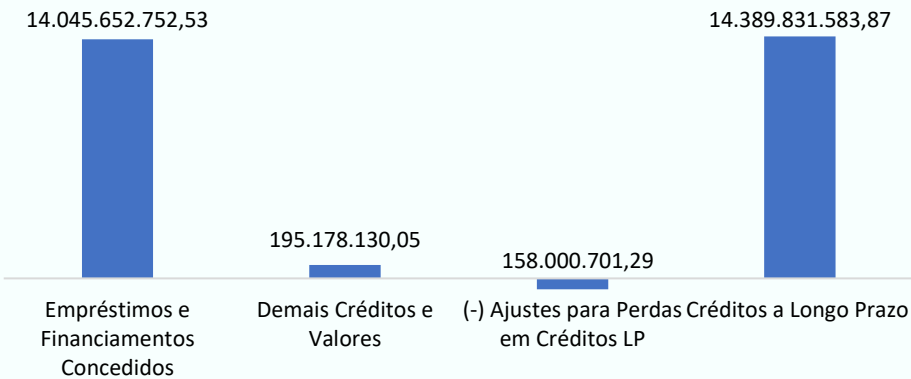 14.045.652.752,53
195.178.130,05
158.000.701,29
14.389.831.583,87
Empréstimos e
Financiamentos
Concedidos
Demais Créditos e
Valores
(-) Ajustes para Perdas
em Créditos LP
Créditos a Longo Prazo